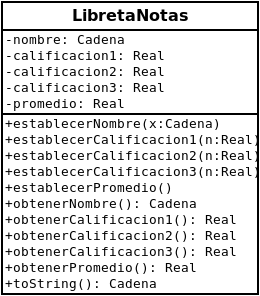 LibretaNotas
-nombre: Cadena
-calificacion1: Real
-calificacion2: Real
-calificacion3: Real
-promedio: Real
+establecerNombre(x:Cadena)
+establecerCalificacion1(n:Real)
+establecerCalificacion2(n:Real)
+establecerCalificacion3(n:Real)
+establecerPromedio()
+obtenerNombre(): Cadena
+obtenerCalificacion1(): Real
+obtenerCalificacion2(): Real
+obtenerCalificacion3(): Real
+obtenerPromedio(): Real
+toString(): Cadena